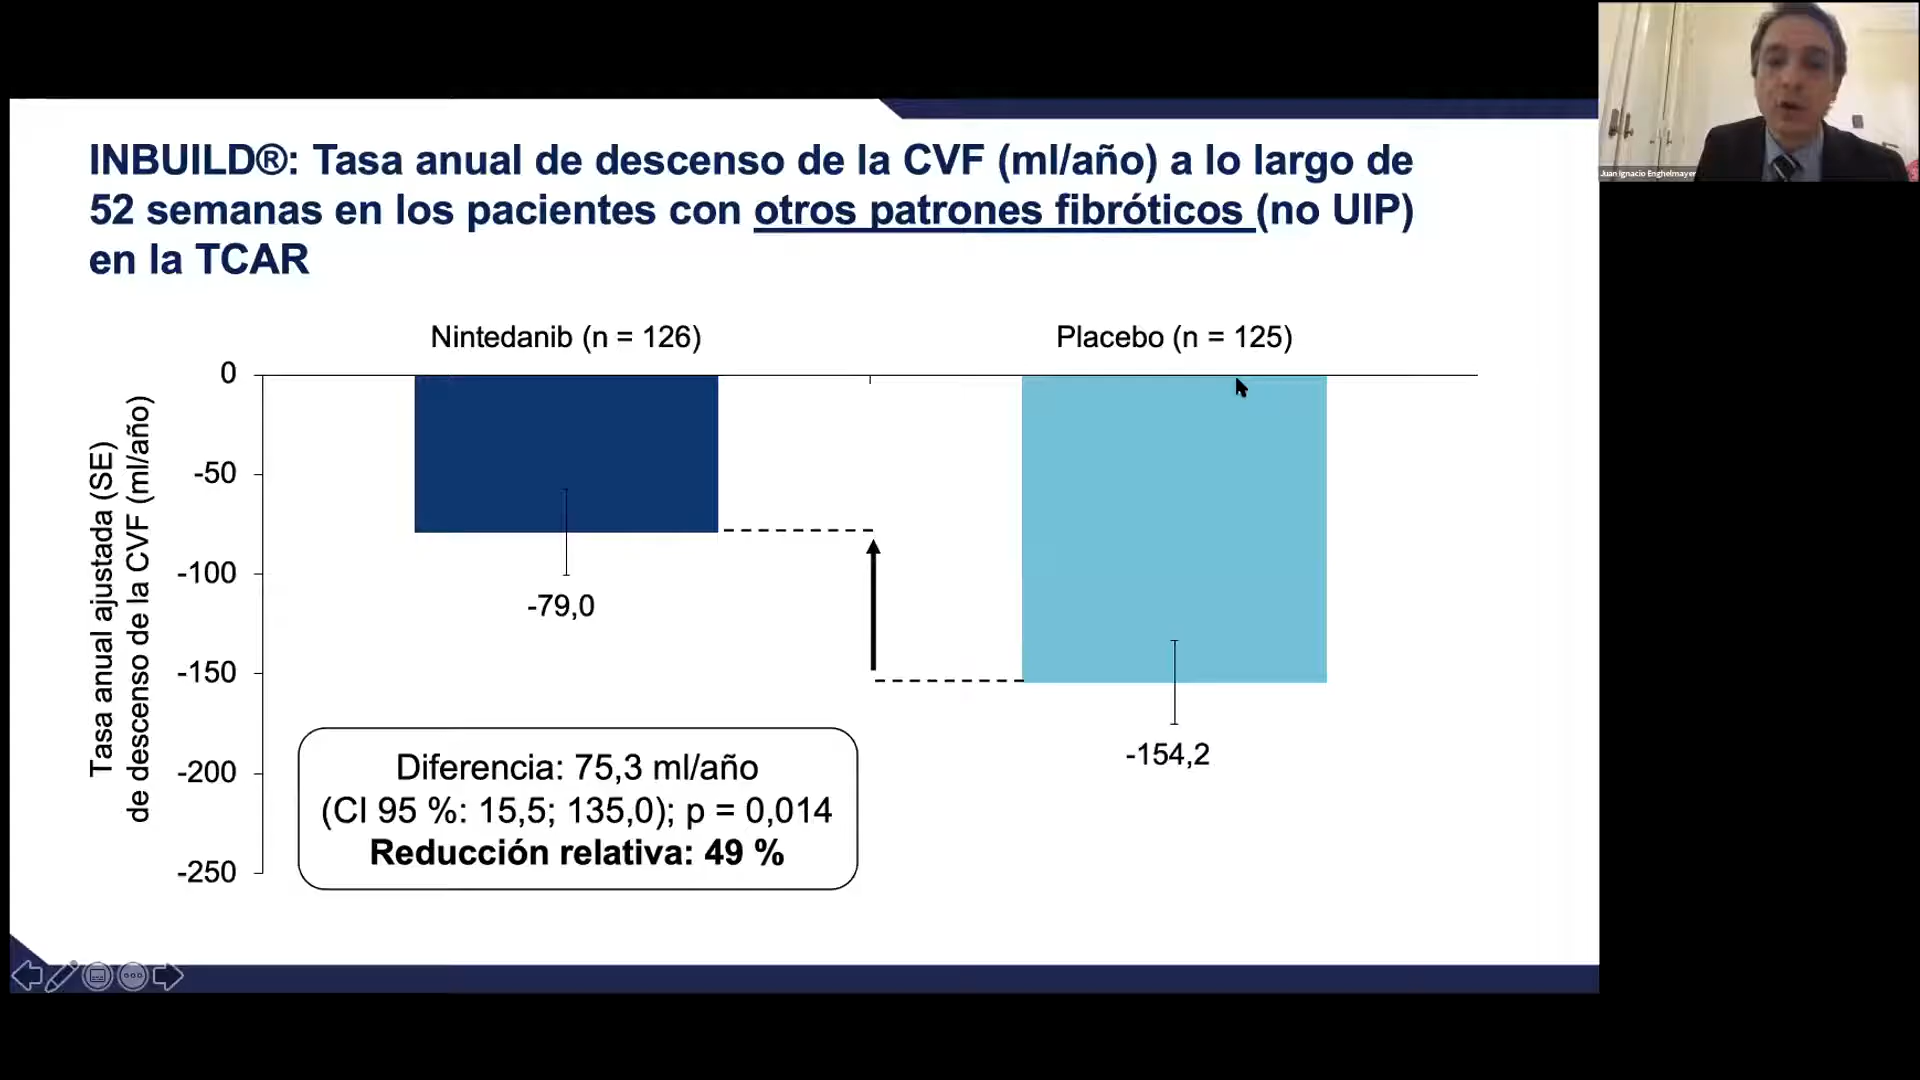 INBUILD®: Tasa anual de descenso de la CVF (ml/año) a lo largo de
52 semanas en los pacientes con otros patrones fibróticos (no UIP)
en la TCAR
Nintedanib (n = 126)
Placebo (n = 125)
Tasa anual ajustada (SE)
de descenso de la CVF (ml/año)
0
-50
-100
-150
-200
-250
-79,0
-154,2
Diferencia: 75,3 ml/año
(CI 95 %: 15,5; 135,0); p = 0,014
Reducción relativa: 49 %
Juan Ignacio Enghelmayer